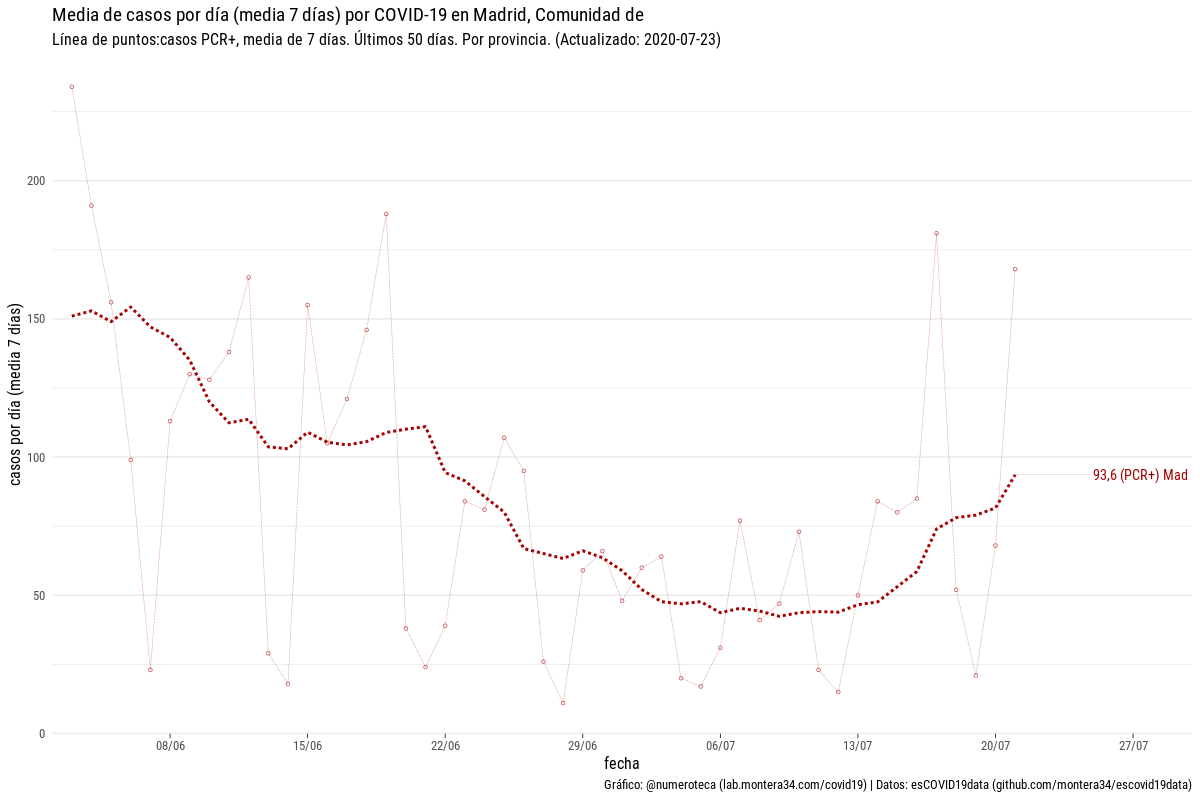 Media de casos por día (media 7 días) por COVID-19 en Madrid, Comunidad de
Línea de puntos:casos PCR+, media de 7 días. Últimos 50 días. Por provincia. (Actualizado: 2020-07-23)
casos por día (media 7 días)
200
150
100
50
0
93,6 (PCR+) Mad
08/06
15/06
22/06
29/06
06/07
13/07
20/07
27/07
fecha
Gráfico: @numeroteca (lab.montera34.com/covid19) | Datos: esCOVID19data (github.com/montera34/escovid19data)